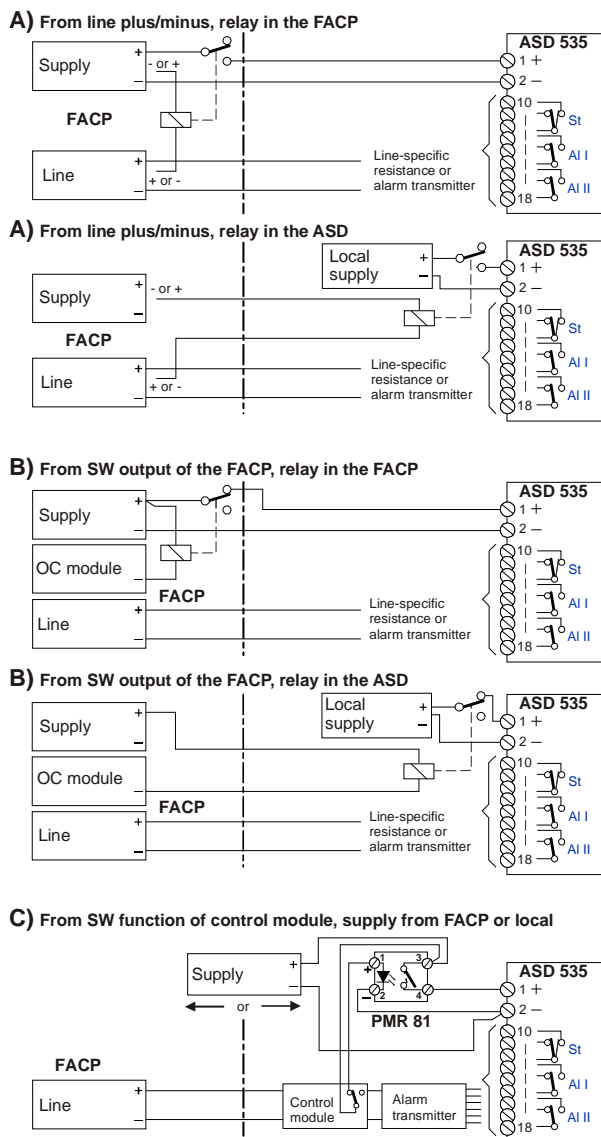 A) From line plus/minus, relay in the FACP
ASD 535
Supply
+
–
- or +
1 +
2 –
10
St
FACP
Al I
Line
+
–
+ or -
Line-specific
resistance or
alarm transmitter
Al II
18
A) From line plus/minus, relay in the ASD
ASD 535
Local
supply
+
–
1 +
2 –
Supply
+
–
- or +
10
St
FACP
Al I
Line
+
–
+ or -
Line-specific
resistance or
alarm transmitter
Al II
18
B) From SW output of the FACP, relay in the FACP
ASD 535
Supply
+
–
1 +
2 –
10
OC module
–
St
FACP
Al I
Line
+
–
Line-specific
resistance or
alarm transmitter
Al II
18
B) From SW output of the FACP, relay in the ASD
ASD 535
Supply
+
–
Local
supply
+
–
1 +
2 –
10
OC module
–
St
FACP
Al I
Line
+
–
Line-specific
resistance or
alarm transmitter
Al II
18
C) From SW function of control module, supply from FACP or local
Supply
+
–
or
1
3
+
2
4
–
PMR 81
ASD 535
1 +
2 –
10
St
FACP
Al I
Line
+
–
Control
module
Alarm
transmitter
Al II
18